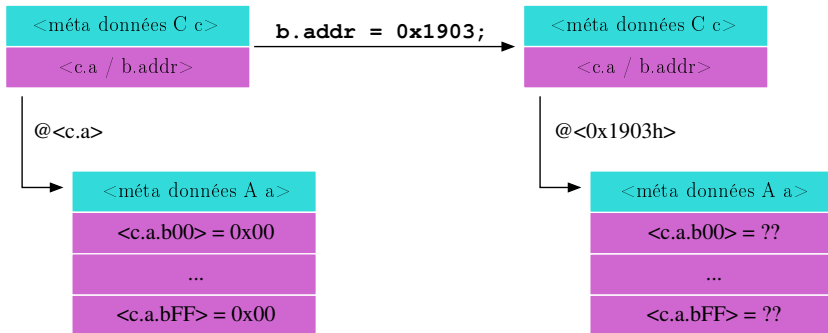 <méta données C c>
<c.a / b.addr>
b.addr = 0x1903;
<méta données C c>
<c.a / b.addr>
@<c.a>
@<0x1903h>
<méta données A a>
<c.a.b00> = 0x00
...
<c.a.bFF> = 0x00
<méta données A a>
<c.a.b00> = ??
...
<c.a.bFF> = ??